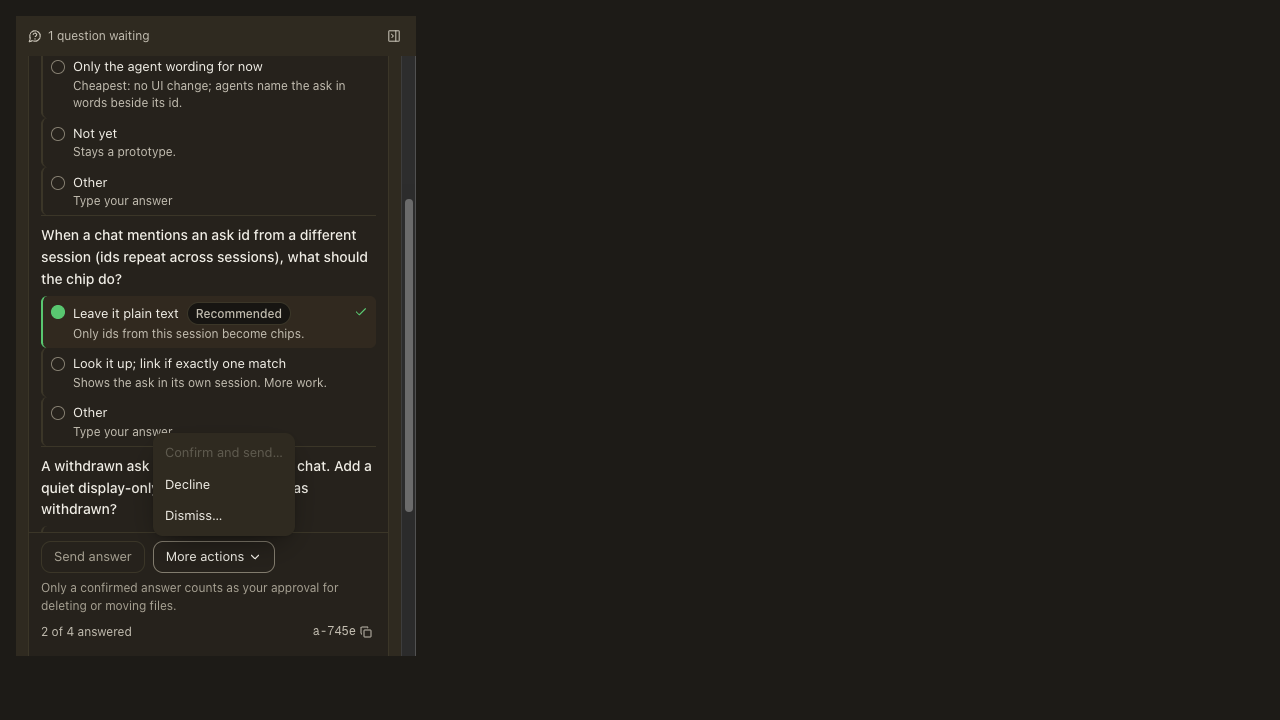 1 question waiting
Only the agent wording for now
Cheapest: no UI change; agents name the ask in
words beside its id.
Not yet
Stays a prototype.
Other
Type your answer
When a chat mentions an ask id from a different
session (ids repeat across sessions), what should
the chip do?
Leave it plain text Recommended
Only ids from this session become chips.
Look it up; link if exactly one match
Shows the ask in its own session. More work.
Other
Type your answer
A withdrawn ask chat. Add a
quiet display-only as
withdrawn?
Confirm and send...
Decline
Dismiss...
Send answer More actions
Only a confirmed answer counts as your approval for
deleting or moving files.
2 of 4 answered a-745e